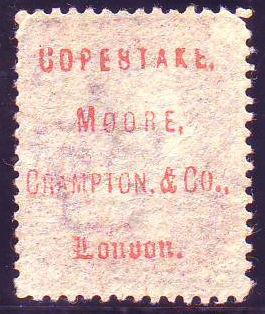 COPESTAKE,
MOORE,
CRAMPTON, & Co.,
London.